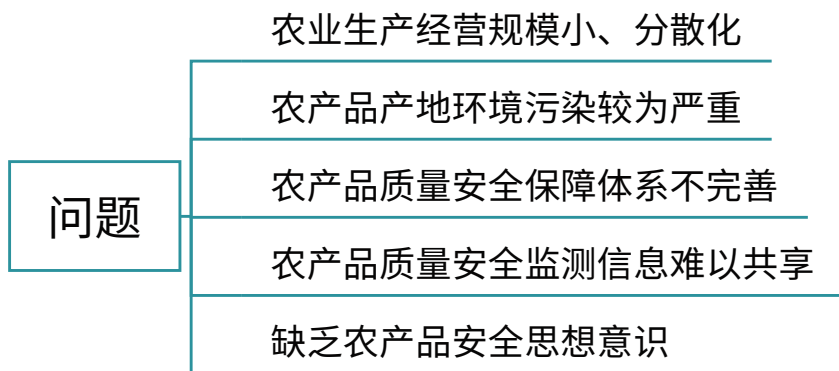 农业生产经营规模小、分散化
农产品产地环境污染较为严重
问题
农产品质量安全保障体系不完善
农产品质量安全监测信息难以共享
缺乏农产品安全思想意识